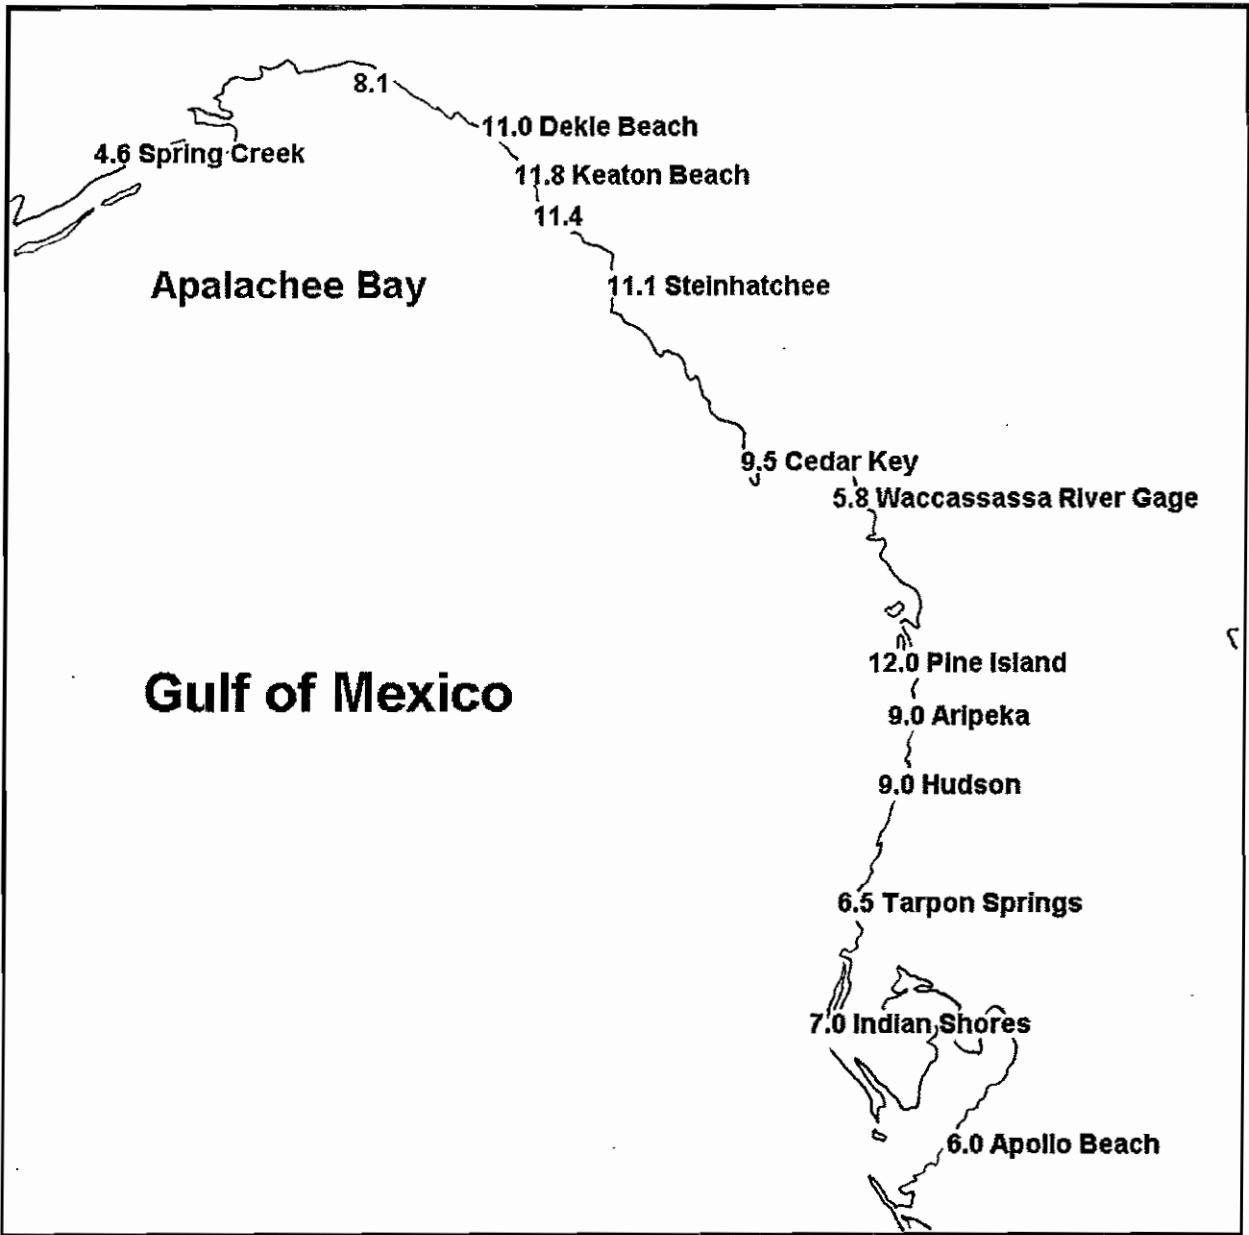 8.1
11.0 Dekle Beach
4.6 Spring Creek
11.8 Keaton Beach
11.4
Apalachee Bay
11.1 Steinhatchee
9.5 Cedar Key
5.8 Waccassassa River Gage
12.0 Pine Island
Gulf of Mexico
9.0 Aripeka
9.0 Hudson
6.5 Tarpon Springs
7.0 Indian Shores
6.0 Apollo Beach